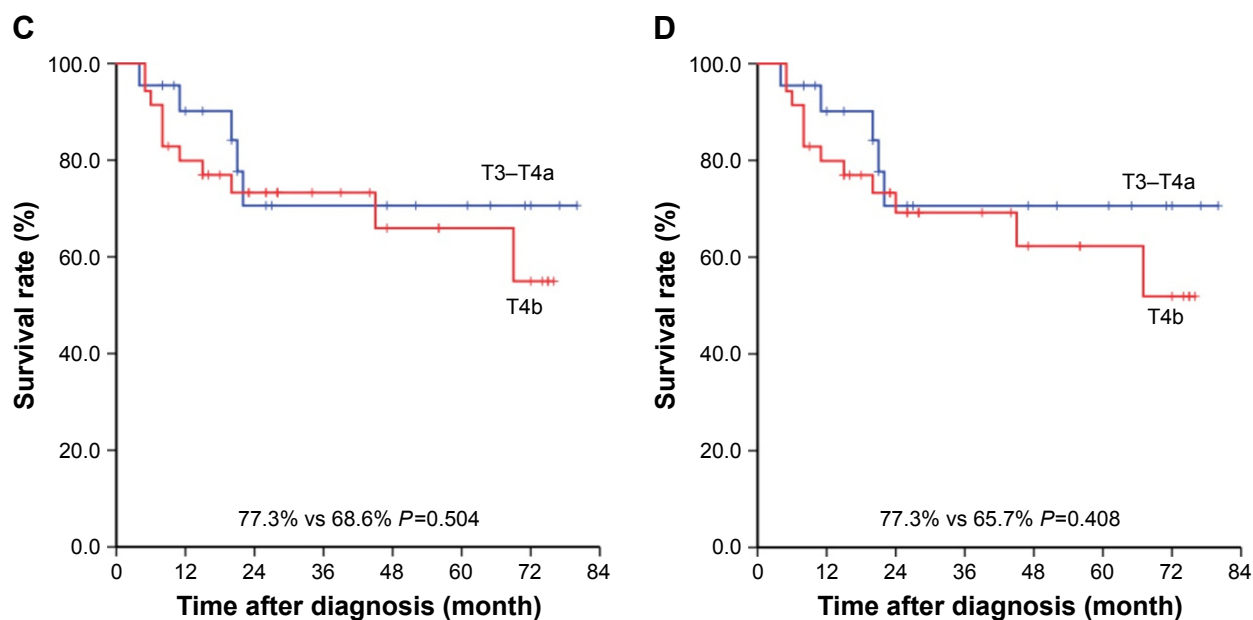 C
Survival rate (%)
100.0
80.0
60.0
40.0
20.0
0.0
T3–T4a
T4b
77.3% vs 68.6% P=0.504
0 12 24 36 48 60 72 84
Time after diagnosis (month)
D
Survival rate (%)
100.0
80.0
60.0
40.0
20.0
0.0
T3–T4a
T4b
77.3% vs 65.7% P=0.408
0 12 24 36 48 60 72 84
Time after diagnosis (month)